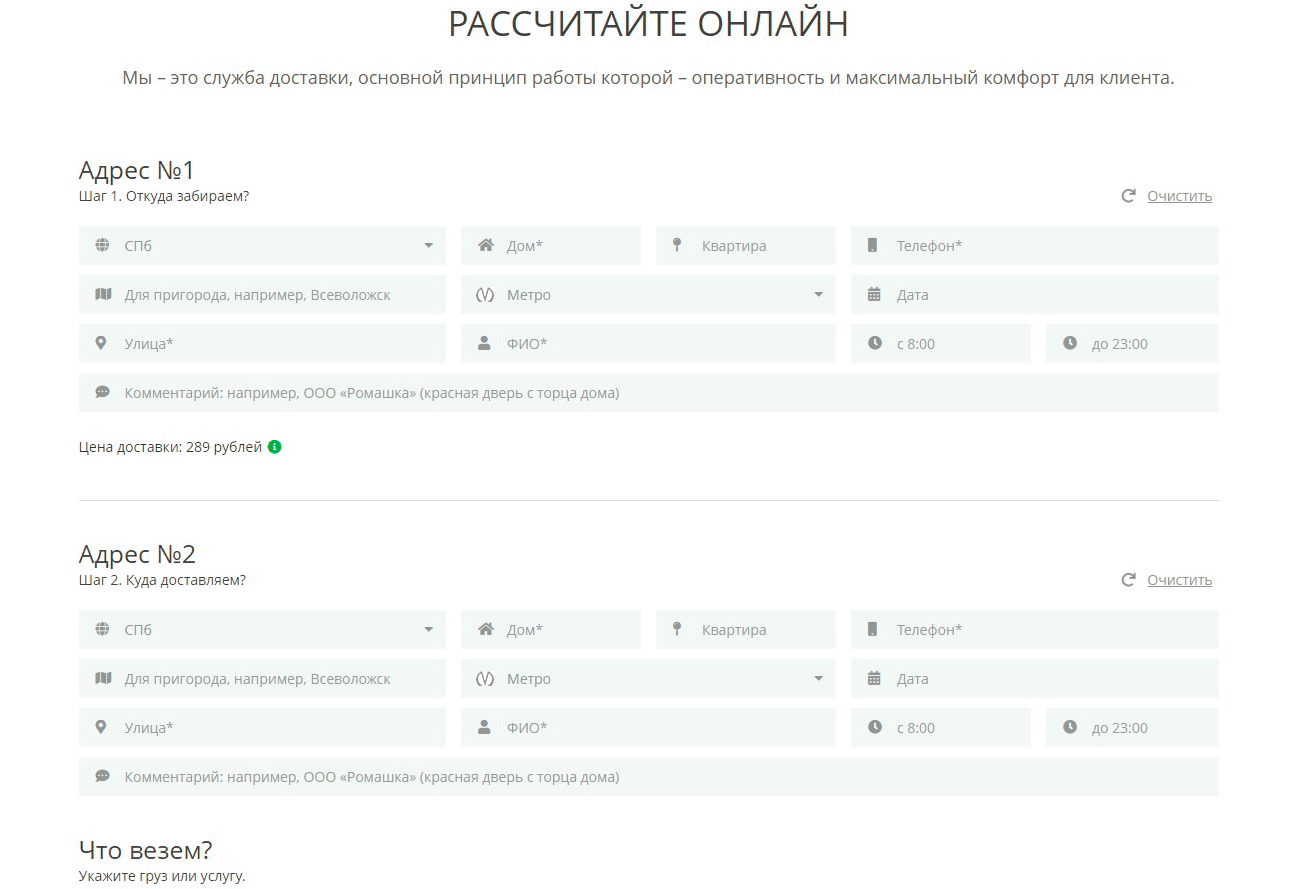 РАССЧИТАЙТЕ ОНЛАЙН
Мы – это служба доставки, основной принцип работы которой – оперативность и максимальный комфорт для клиента.
Адрес №1
Шаг 1. Откуда забираем?
Очистить
СПб Дом* Квартира Телефон*
Для пригорода, например, Всеволожск Метро Дата
Улица* ФИО* с 8:00 до 23:00
Комментарий: например, ООО «Ромашка» (красная дверь с торца дома)
Цена доставки: 289 рублей
Адрес №2
Шаг 2. Куда доставляем?
Очистить
СПб Дом* Квартира Телефон*
Для пригорода, например, Всеволожск Метро Дата
Улица* ФИО* с 8:00 до 23:00
Комментарий: например, ООО «Ромашка» (красная дверь с торца дома)
Что везем?
Укажите груз или услугу.